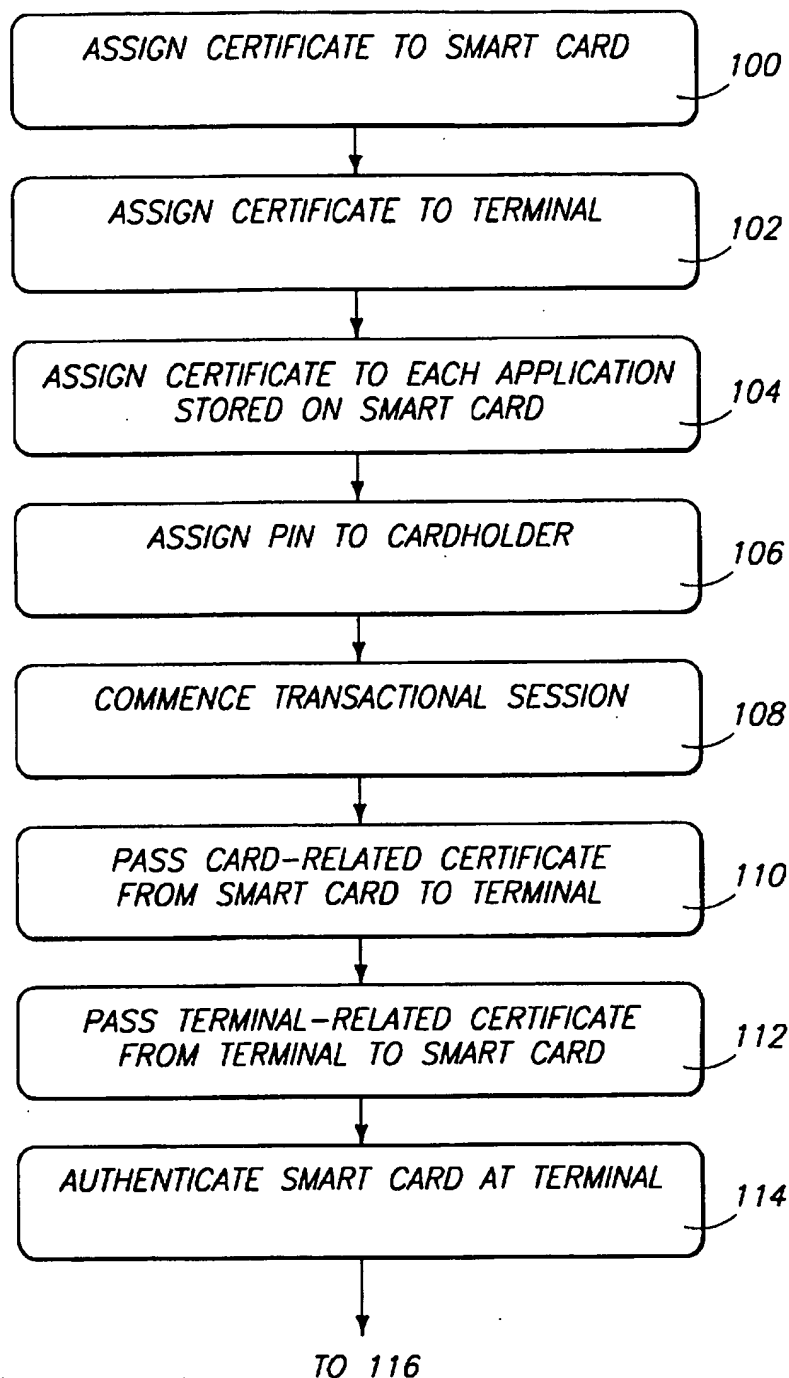 ASSIGN CERTIFICATE TO SMART CARD
100
ASSIGN CERTIFICATE TO TERMINAL
102
ASSIGN CERTIFICATE TO EACH APPLICATION
STORED ON SMART CARD
104
ASSIGN PIN TO CARDHOLDER
106
COMMENCE TRANSACTIONAL SESSION
108
PASS CARD-RELATED CERTIFICATE
FROM SMART CARD TO TERMINAL
110
PASS TERMINAL-RELATED CERTIFICATE
FROM TERMINAL TO SMART CARD
112
AUTHENTICATE SMART CARD AT TERMINAL
114
TO 116